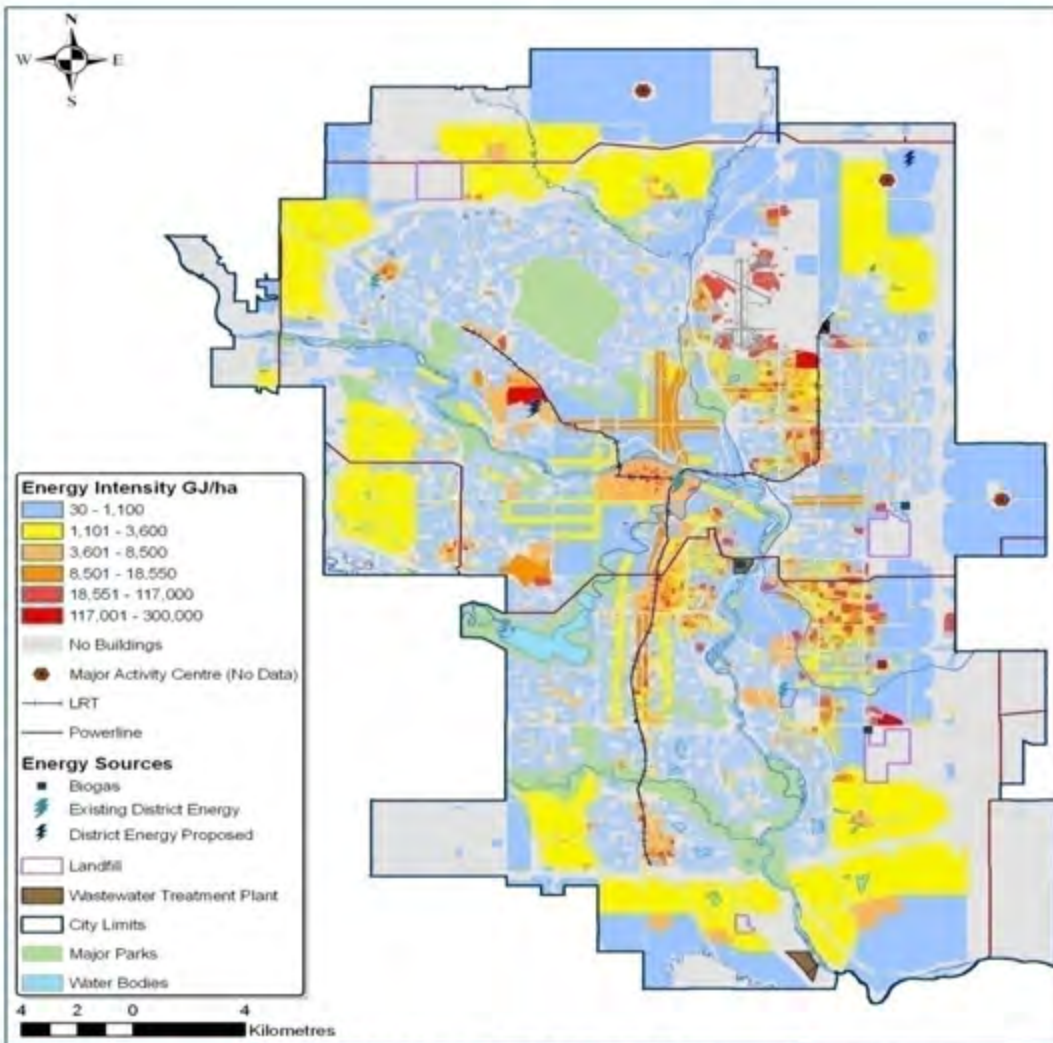 N
W E
S
Energy Intensity GJ/ha
30 - 1,100
1,101 - 3,600
3,601 - 8,500
8,501 - 18,550
18,551 - 117,000
117,001 - 300,000
No Buildings
Major Activity Centre (No Data)
LRT
Powerline
Energy Sources
Biogas
Existing District Energy
District Energy Proposed
Landfill
Wastewater Treatment Plant
City Limits
Major Parks
Water Bodies
4 2 0 4
Kilometres